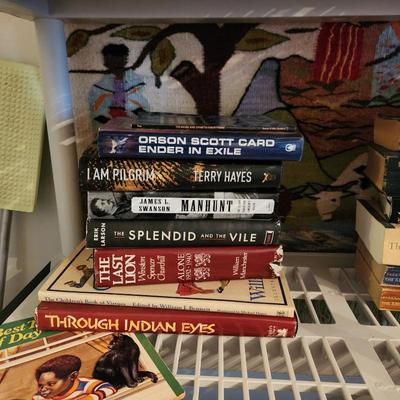 ORSON SCOTT CARD
ENDER IN EXILE
I AM PILGRIM
TERRY HAYES
JAMES L. SWANSON
MANHUNT
ERIK LARSON
THE SPLENDID AND THE VILE
THE LAST LION
Winston Spencer Churchill
ALONE 1932-1940
William Manchester
The Children's Book of Virtues
Edited by William J. Bennett
THROUGH INDIAN EYES